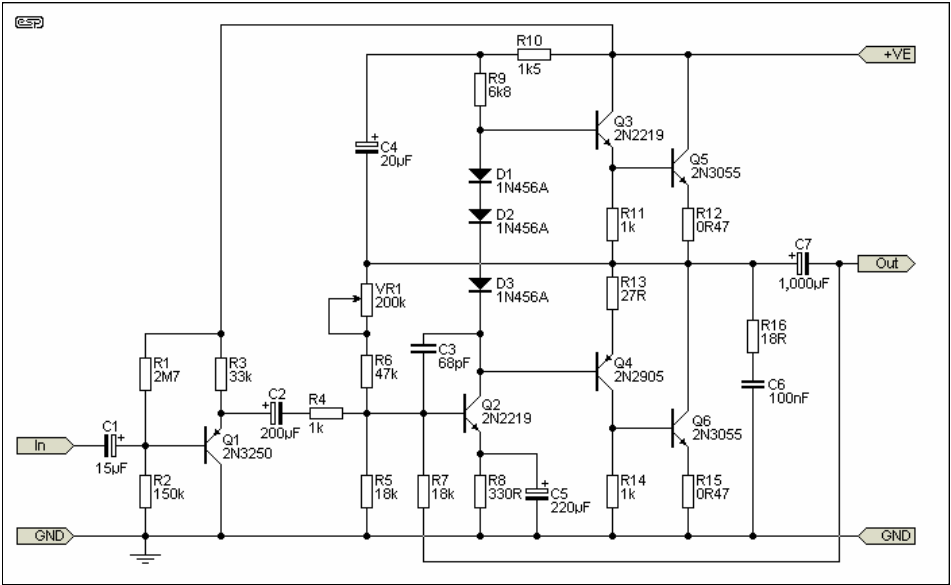 esp
R10
1k5
+VE
R9
6k8
Q3
2N2219
C4
20µF
Q5
2N3055
D1
1N456A
D2
1N456A
R11
1k
R12
0R47
C7
1,000µF
Out
VR1
200k
D3
1N456A
R13
27R
R16
18R
C3
68pF
R1
2M7
R3
33k
R6
47k
Q4
2N2905
C6
100nF
C2
200µF
R4
1k
Q2
2N2219
C1
15µF
In
Q1
2N3250
Q6
2N3055
R2
150k
R5
18k
R7
18k
R8
330R
C5
220µF
R14
1k
R15
0R47
GND
GND